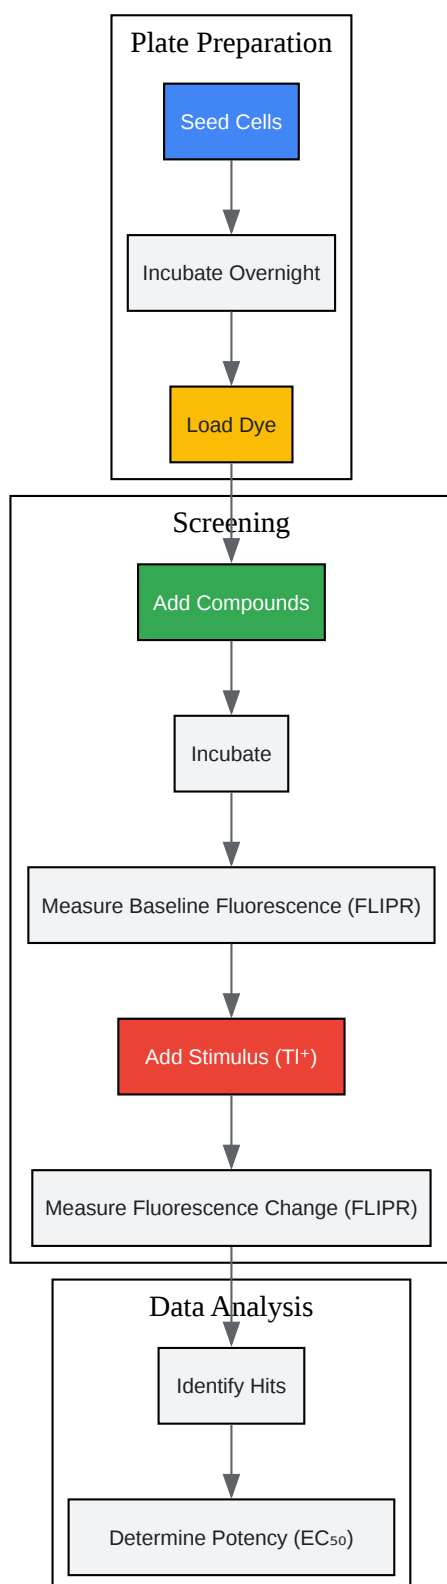 Plate Preparation
Seed Cells
Incubate Overnight
Load Dye
Screening
Add Compounds
Incubate
Measure Baseline Fluorescence (FLIPR)
Add Stimulus (Tl⁺)
Measure Fluorescence Change (FLIPR)
Data Analysis
Identify Hits
Determine Potency (EC₅₀)